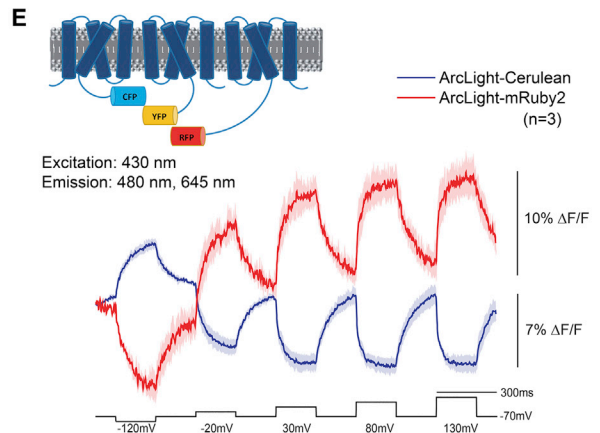 E
CFP
YFP
RFP
ArcLight-Cerulean
ArcLight-mRuby2
(n=3)
Excitation: 430 nm
Emission: 480 nm, 645 nm
10% ΔF/F
7% ΔF/F
300ms
-70mV
-120mV
-20mV
30mV
80mV
130mV